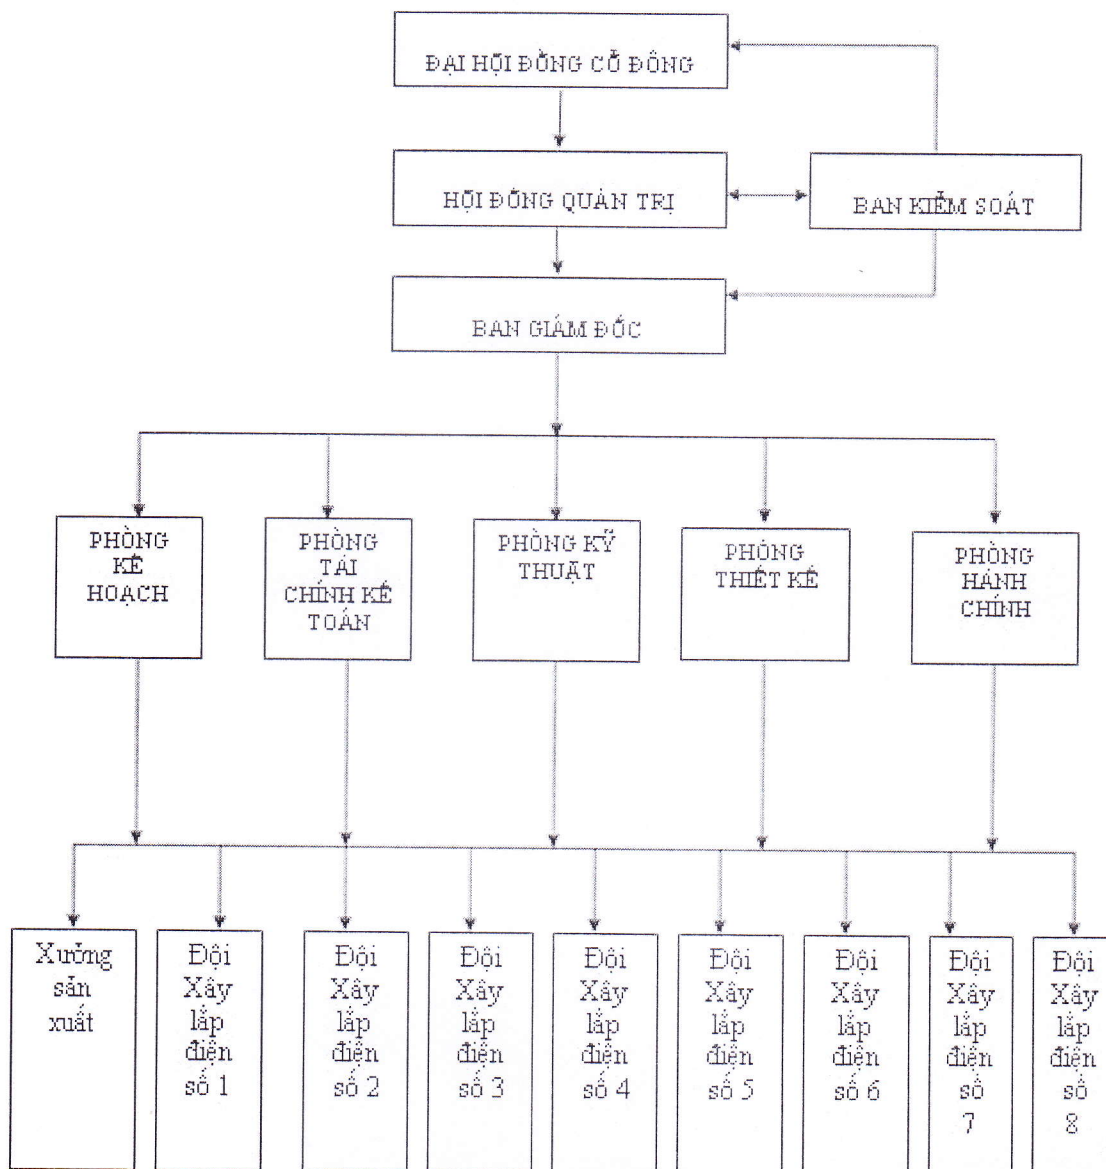 ĐẠI HỘI ĐỒNG CỔ ĐÔNG
HỘI ĐỒNG QUẢN TRỊ
BAN KIỂM SOÁT
BAN GIÁM ĐỐC
PHÒNG
KẾ
HOẠCH
PHÒNG
TÀI
CHÍNH KẾ
TOÁN
PHÒNG KỸ
THUẬT
PHÒNG
THIẾT KẾ
PHÒNG
HÀNH
CHÍNH
Xưởng
sản
xuất
Đội
Xây
lắp
điện
số 1
Đội
Xây
lắp
điện
số 2
Đội
Xây
lắp
điện
số 3
Đội
Xây
lắp
điện
số 4
Đội
Xây
lắp
điện
số 5
Đội
Xây
lắp
điện
số 6
Đội
Xây
lắp
điện
số
7
Đội
Xây
lắp
điện
số
8